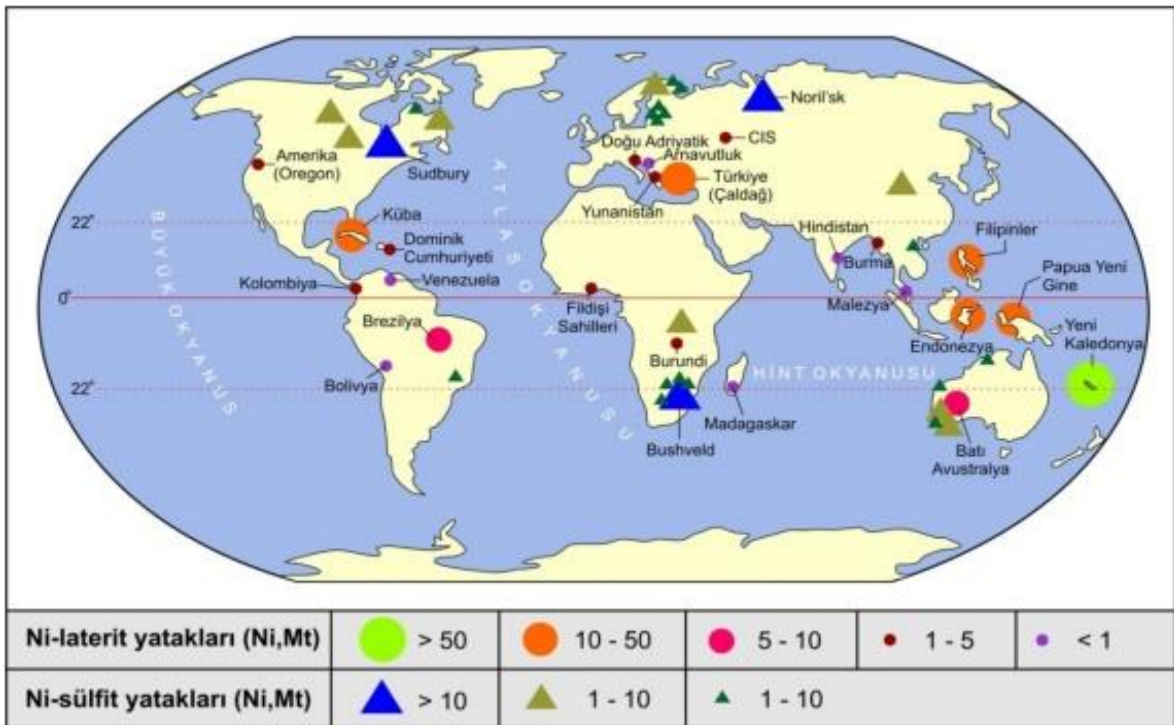 Noril'sk
Doğu Adriyatik
CIS
Arnavutluk
Amerika
(Oregon)
Sudbury
Türkiye
(Çaldağ)
Yunanistan
ATLAS OKYANUSU
BÜYÜK OKYANUS
22°
Küba
Hindistan
Filipinler
Dominik
Cumhuriyeti
Burma
Papua Yeni
Gine
Kolombiya
Venezuela
0°
Fildişi
Sahilleri
Malezya
Brezilya
Endonezya
Yeni
Kaledonya
Burundi
Bolivya
HİNT OKYANUSU
22°
Madagaskar
Bushveld
Batı
Avustralya
Ni-laterit yatakları (Ni,Mt) > 50 10 - 50 5 - 10 1 - 5 < 1
Ni-sülfit yatakları (Ni,Mt) > 10 1 - 10 1 - 10